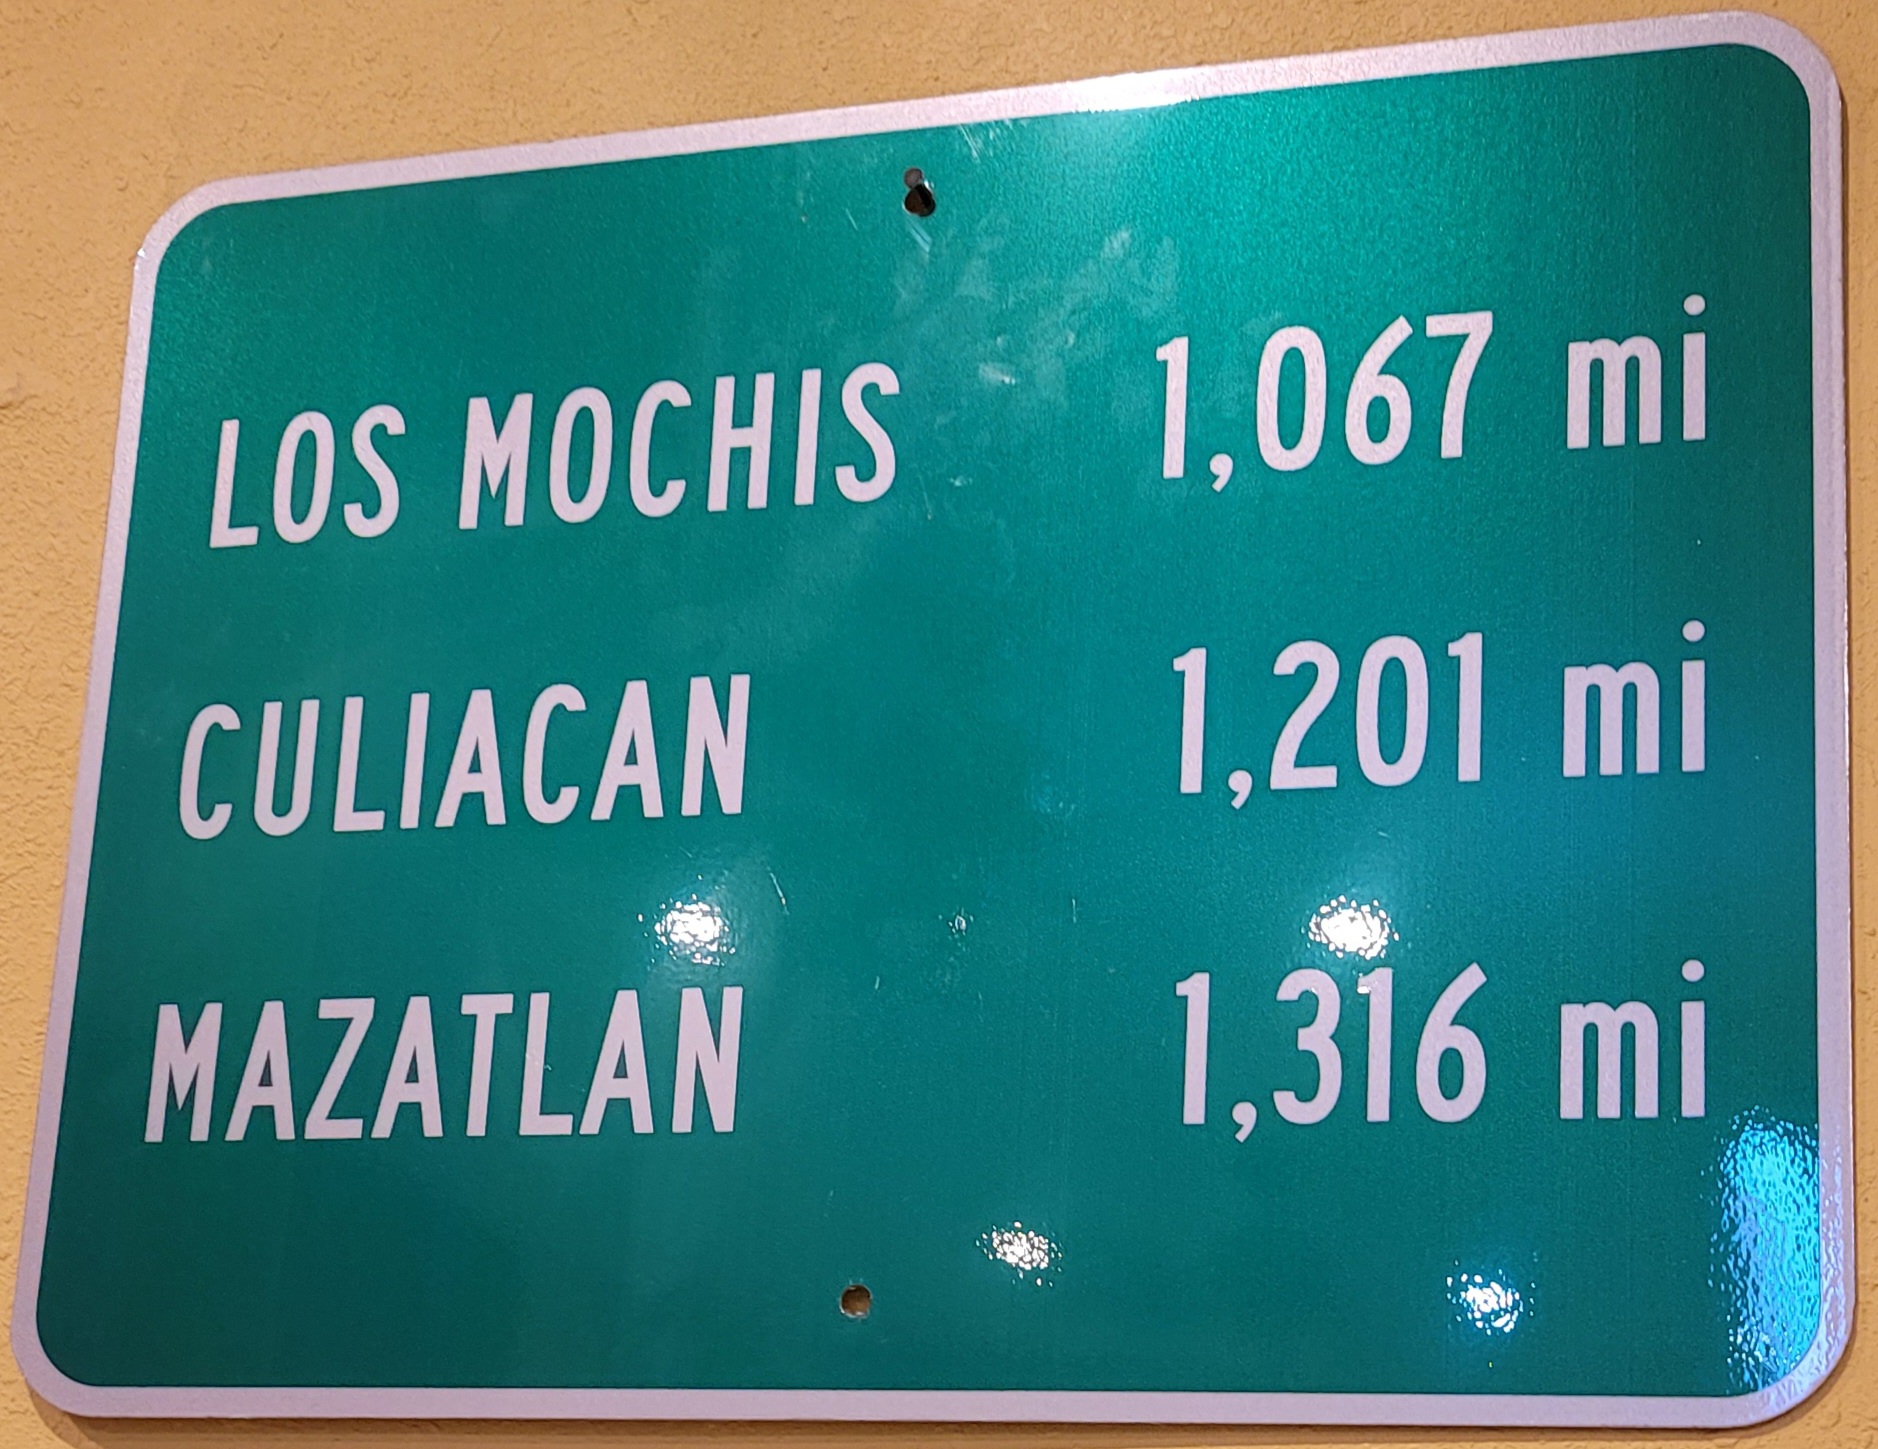 LOS MOCHIS 1,067 mi
CULIACAN 1,201 mi
MAZATLAN 1,316 mi